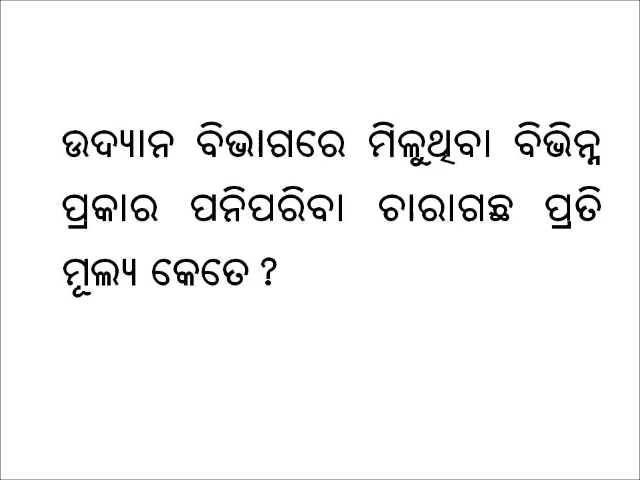 ଉଦ୍ୟାନ ବିଭାଗରେ ମିଳୁଥିବା ବିଭିନ୍ନ
ପ୍ରକାର ପନିପରିବା ଚାରାଗଛ ପ୍ରତି
ମୂଲ୍ୟ କେତେ ?